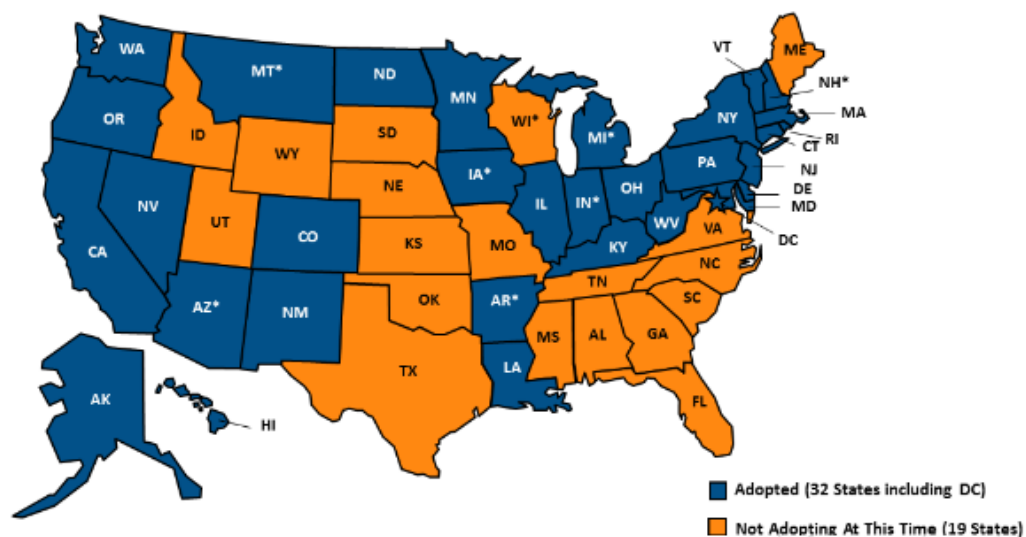 WA
MT*
ND
MN
OR
ID
WY
SD
WI*
MI*
VT
ME
NH*
NY
MA
RI
CT
NV
UT
CO
NE
IA*
IL
IN*
OH
PA
NJ
DE
MD
DC
CA
KS
MO
KY
WV
VA
AZ*
NM
OK
AR*
TN
NC
SC
TX
LA
MS
AL
GA
FL
AK
HI
Adopted (32 States including DC)
Not Adopting At This Time (19 States)